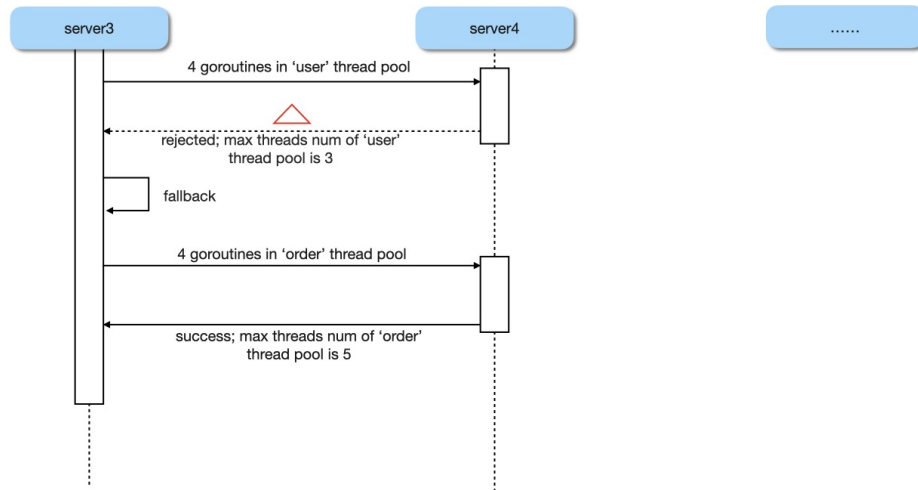 server3
server4
......
4 goroutines in ‘user’ thread pool
rejected; max threads num of ‘user’
thread pool is 3
fallback
4 goroutines in ‘order’ thread pool
success; max threads num of ‘order’
thread pool is 5